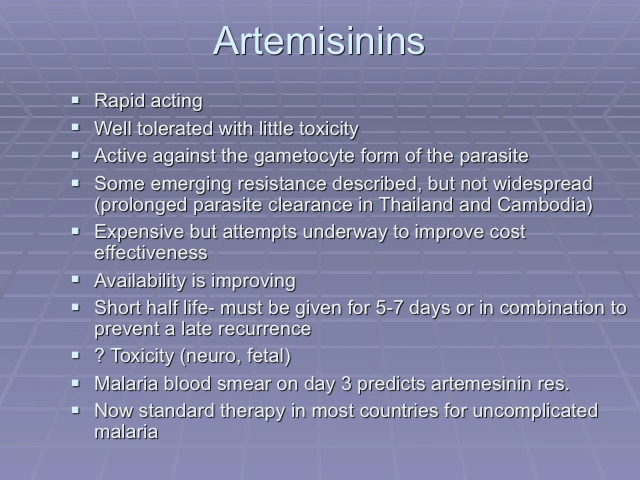 Artemisinins
Rapid acting
Well tolerated with little toxicity
Active against the gametocyte form of the parasite
Some emerging resistance described, but not widespread
(prolonged parasite clearance in Thailand and Cambodia)
Expensive but attempts underway to improve cost
effectiveness
Availability is improving
Short half life- must be given for 5-7 days or in combination to
prevent a late recurrence
? Toxicity (neuro, fetal)
Malaria blood smear on day 3 predicts artemesinin res.
Now standard therapy in most countries for uncomplicated
malaria